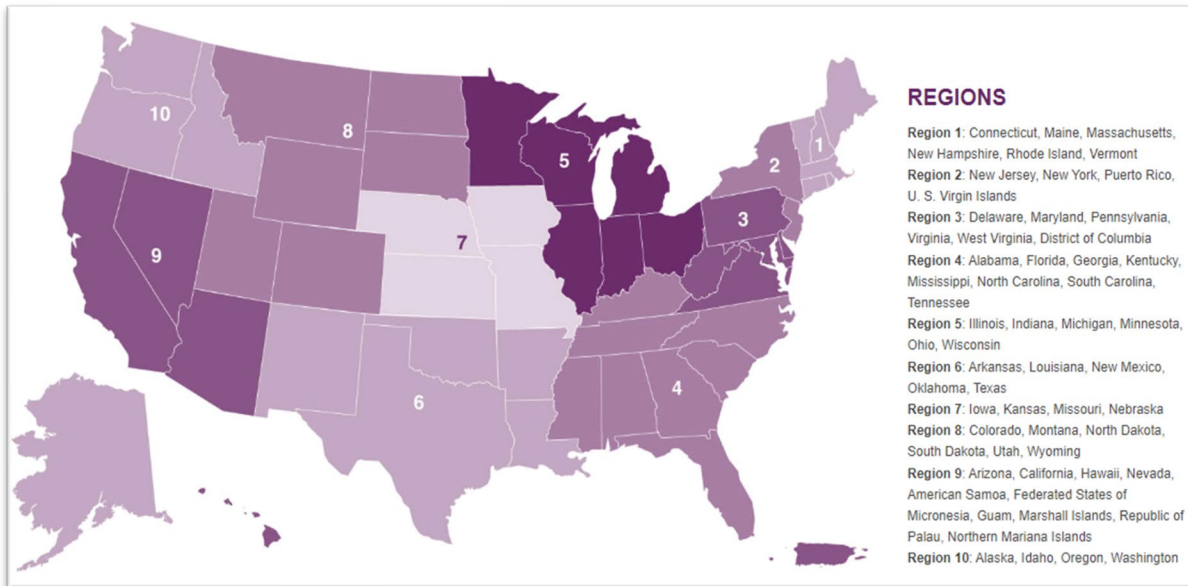 10
8
5
1
2
3
7
9
4
6
REGIONS
Region 1: Connecticut, Maine, Massachusetts,
New Hampshire, Rhode Island, Vermont
Region 2: New Jersey, New York, Puerto Rico,
U. S. Virgin Islands
Region 3: Delaware, Maryland, Pennsylvania,
Virginia, West Virginia, District of Columbia
Region 4: Alabama, Florida, Georgia, Kentucky,
Mississippi, North Carolina, South Carolina,
Tennessee
Region 5: Illinois, Indiana, Michigan, Minnesota,
Ohio, Wisconsin
Region 6: Arkansas, Louisiana, New Mexico,
Oklahoma, Texas
Region 7: Iowa, Kansas, Missouri, Nebraska
Region 8: Colorado, Montana, North Dakota,
South Dakota, Utah, Wyoming
Region 9: Arizona, California, Hawaii, Nevada,
American Samoa, Federated States of
Micronesia, Guam, Marshall Islands, Republic of
Palau, Northern Mariana Islands
Region 10: Alaska, Idaho, Oregon, Washington